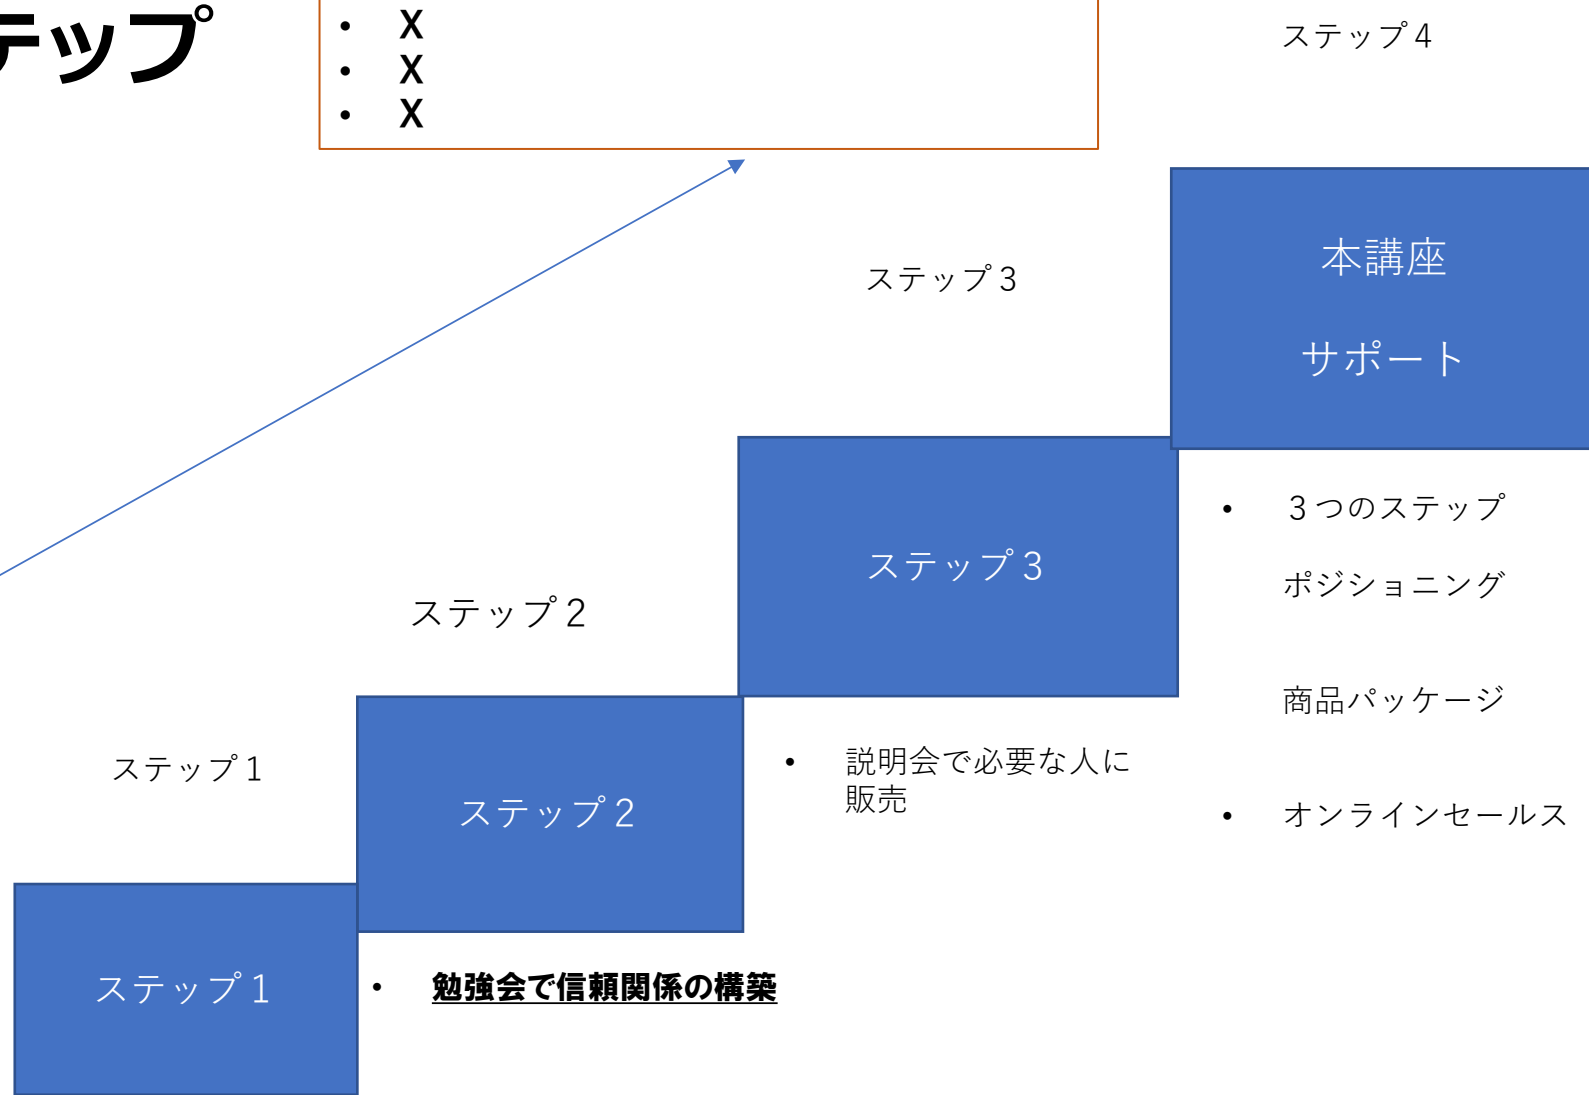 テップ
• X
• X
• X
ステップ４
本講座
サポート
ステップ３
ステップ３
• ３つのステップ
ポジショニング
商品パッケージ
• オンラインセールス
ステップ２
ステップ２
• 説明会で必要な人に
販売
ステップ１
ステップ１
• 勉強会で信頼関係の構築